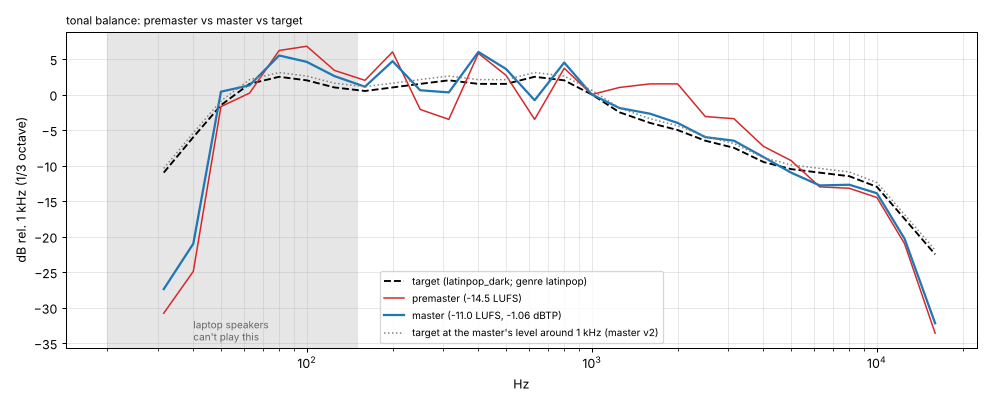 tonal balance: premaster vs master vs target
dB rel. 1 kHz (1/3 octave)
5
0
−5
−10
−15
−20
−25
−30
−35
laptop speakers
can't play this
target (latinpop_dark; genre latinpop)
premaster (-14.5 LUFS)
master (-11.0 LUFS, -1.06 dBTP)
target at the master's level around 1 kHz (master v2)
10²
10³
10⁴
Hz